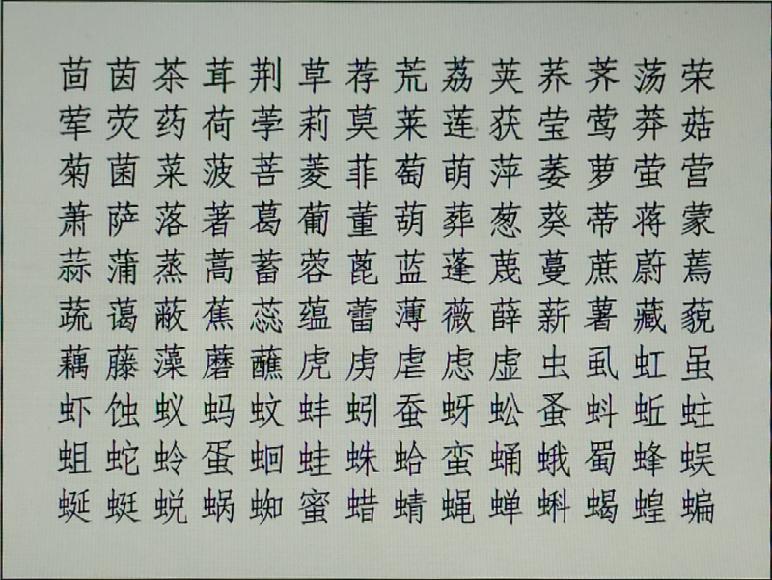 茴茵茶茸荆草荐荒荔荚荞荠荡荣
荤荧药荷荸莉莫莱莲获莹莺莽菇
菊菌菜菠菩菱菲萄萌萍萎萝萤营
萧萨落著葛葡董葫葬葱葵蒂蒋蒙
蒜蒲蒸蒿蓄蓉蓖蓝蓬蔑蔓蔗蔚蔫
蔬蔼蔽蕉蕊蕴蕾薄薇薛薪薯藏藐
藕藤藻蘑蘸虎虏虐虑虚虫虱虹虽
虾蚀蚁蚂蚊蚌蚓蚕蚜蚣蚤蚪蚯蛀
蛆蛇蛉蛋蛔蛙蛛蛤蛮蛹蛾蜀蜂蜈
蜒蜓蜕蜗蜘蜜蜡蜻蝇蝉蝌蝎蝗蝙